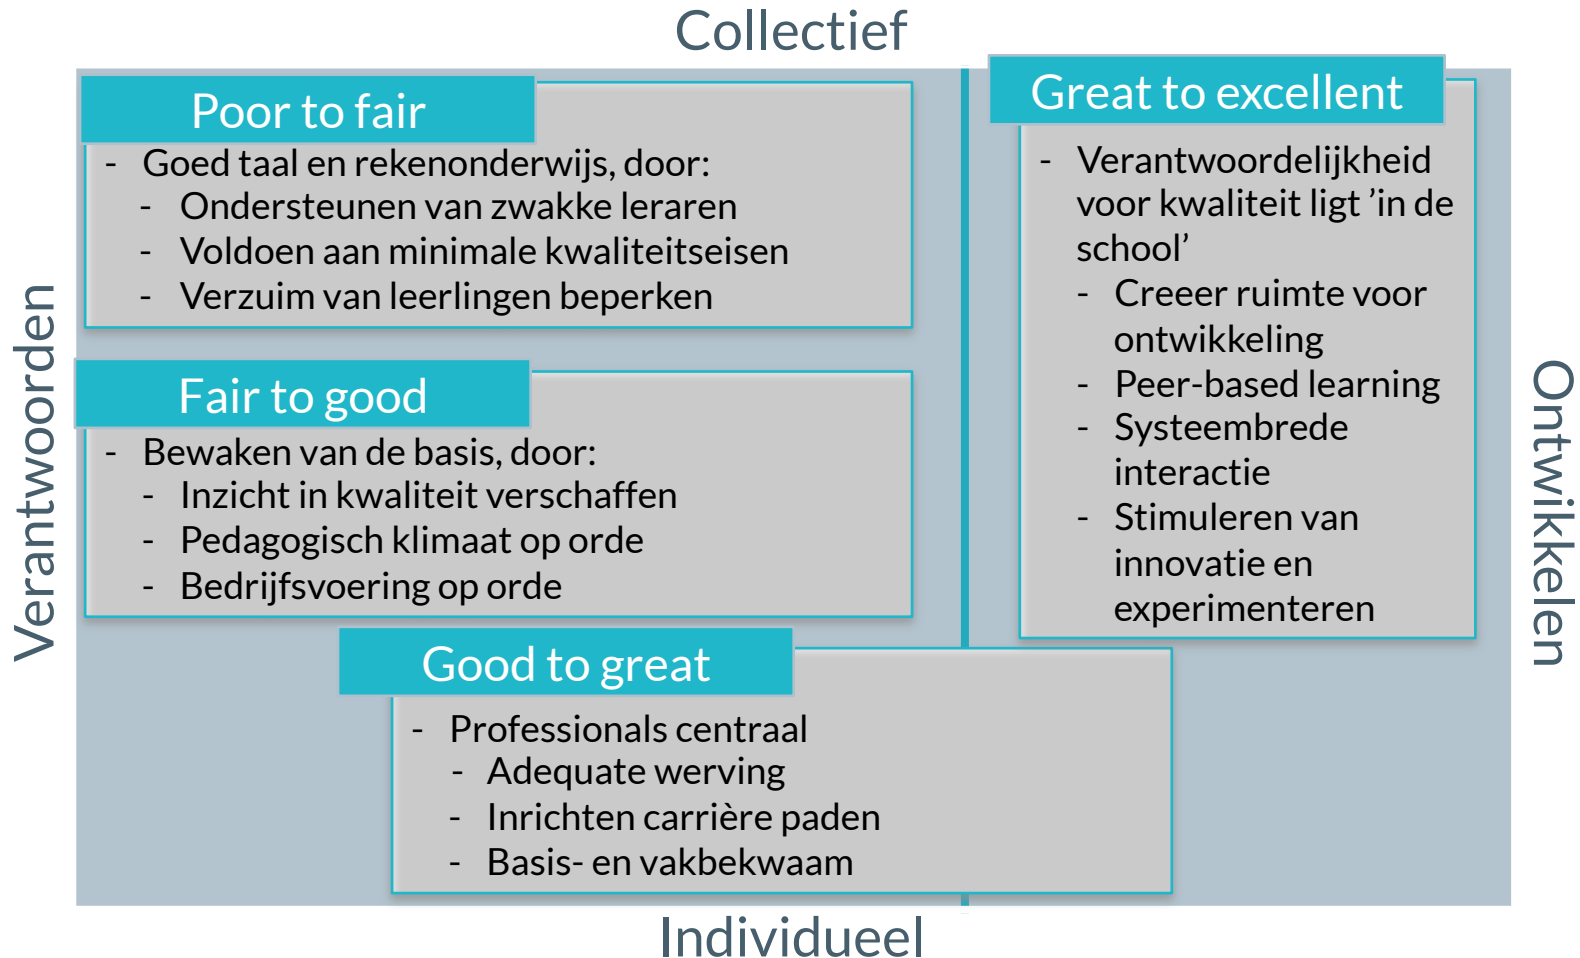 Collectief
Poor to fair
- Goed taal en rekenonderwijs, door:
- Ondersteunen van zwakke leraren
- Voldoen aan minimale kwaliteitseisen
- Verzuim van leerlingen beperken
Fair to good
- Bewaken van de basis, door:
- Inzicht in kwaliteit verschaffen
- Pedagogisch klimaat op orde
- Bedrijfsvoering op orde
Good to great
- Professionals centraal
- Adequate werving
- Inrichten carrière paden
- Basis- en vakbekwaam
Great to excellent
- Verantwoordelijkheid
voor kwaliteit ligt ’in de
school’
- Creeer ruimte voor
ontwikkeling
- Peer-based learning
- Systeembrede
interactie
- Stimuleren van
innovatie en
experimenteren
Verantwoorden
Ontwikkelen
Individueel